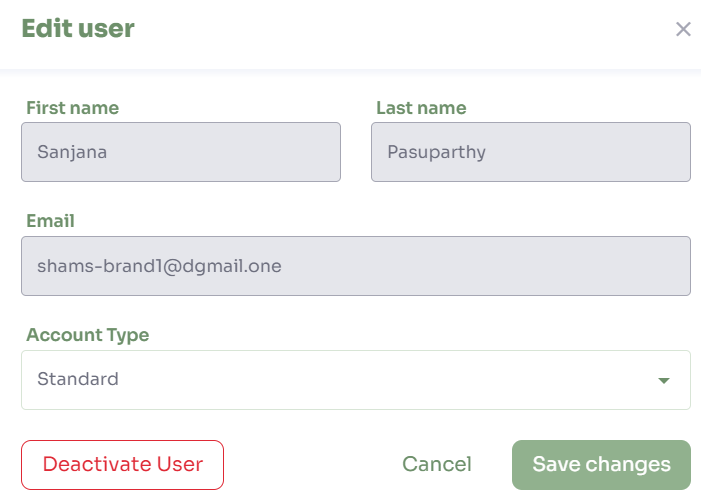 Edit user
First name Last name
Sanjana Pasuparthy
Email
shams-brand1@dgmail.one
Account Type
Standard
Deactivate User Cancel Save changes